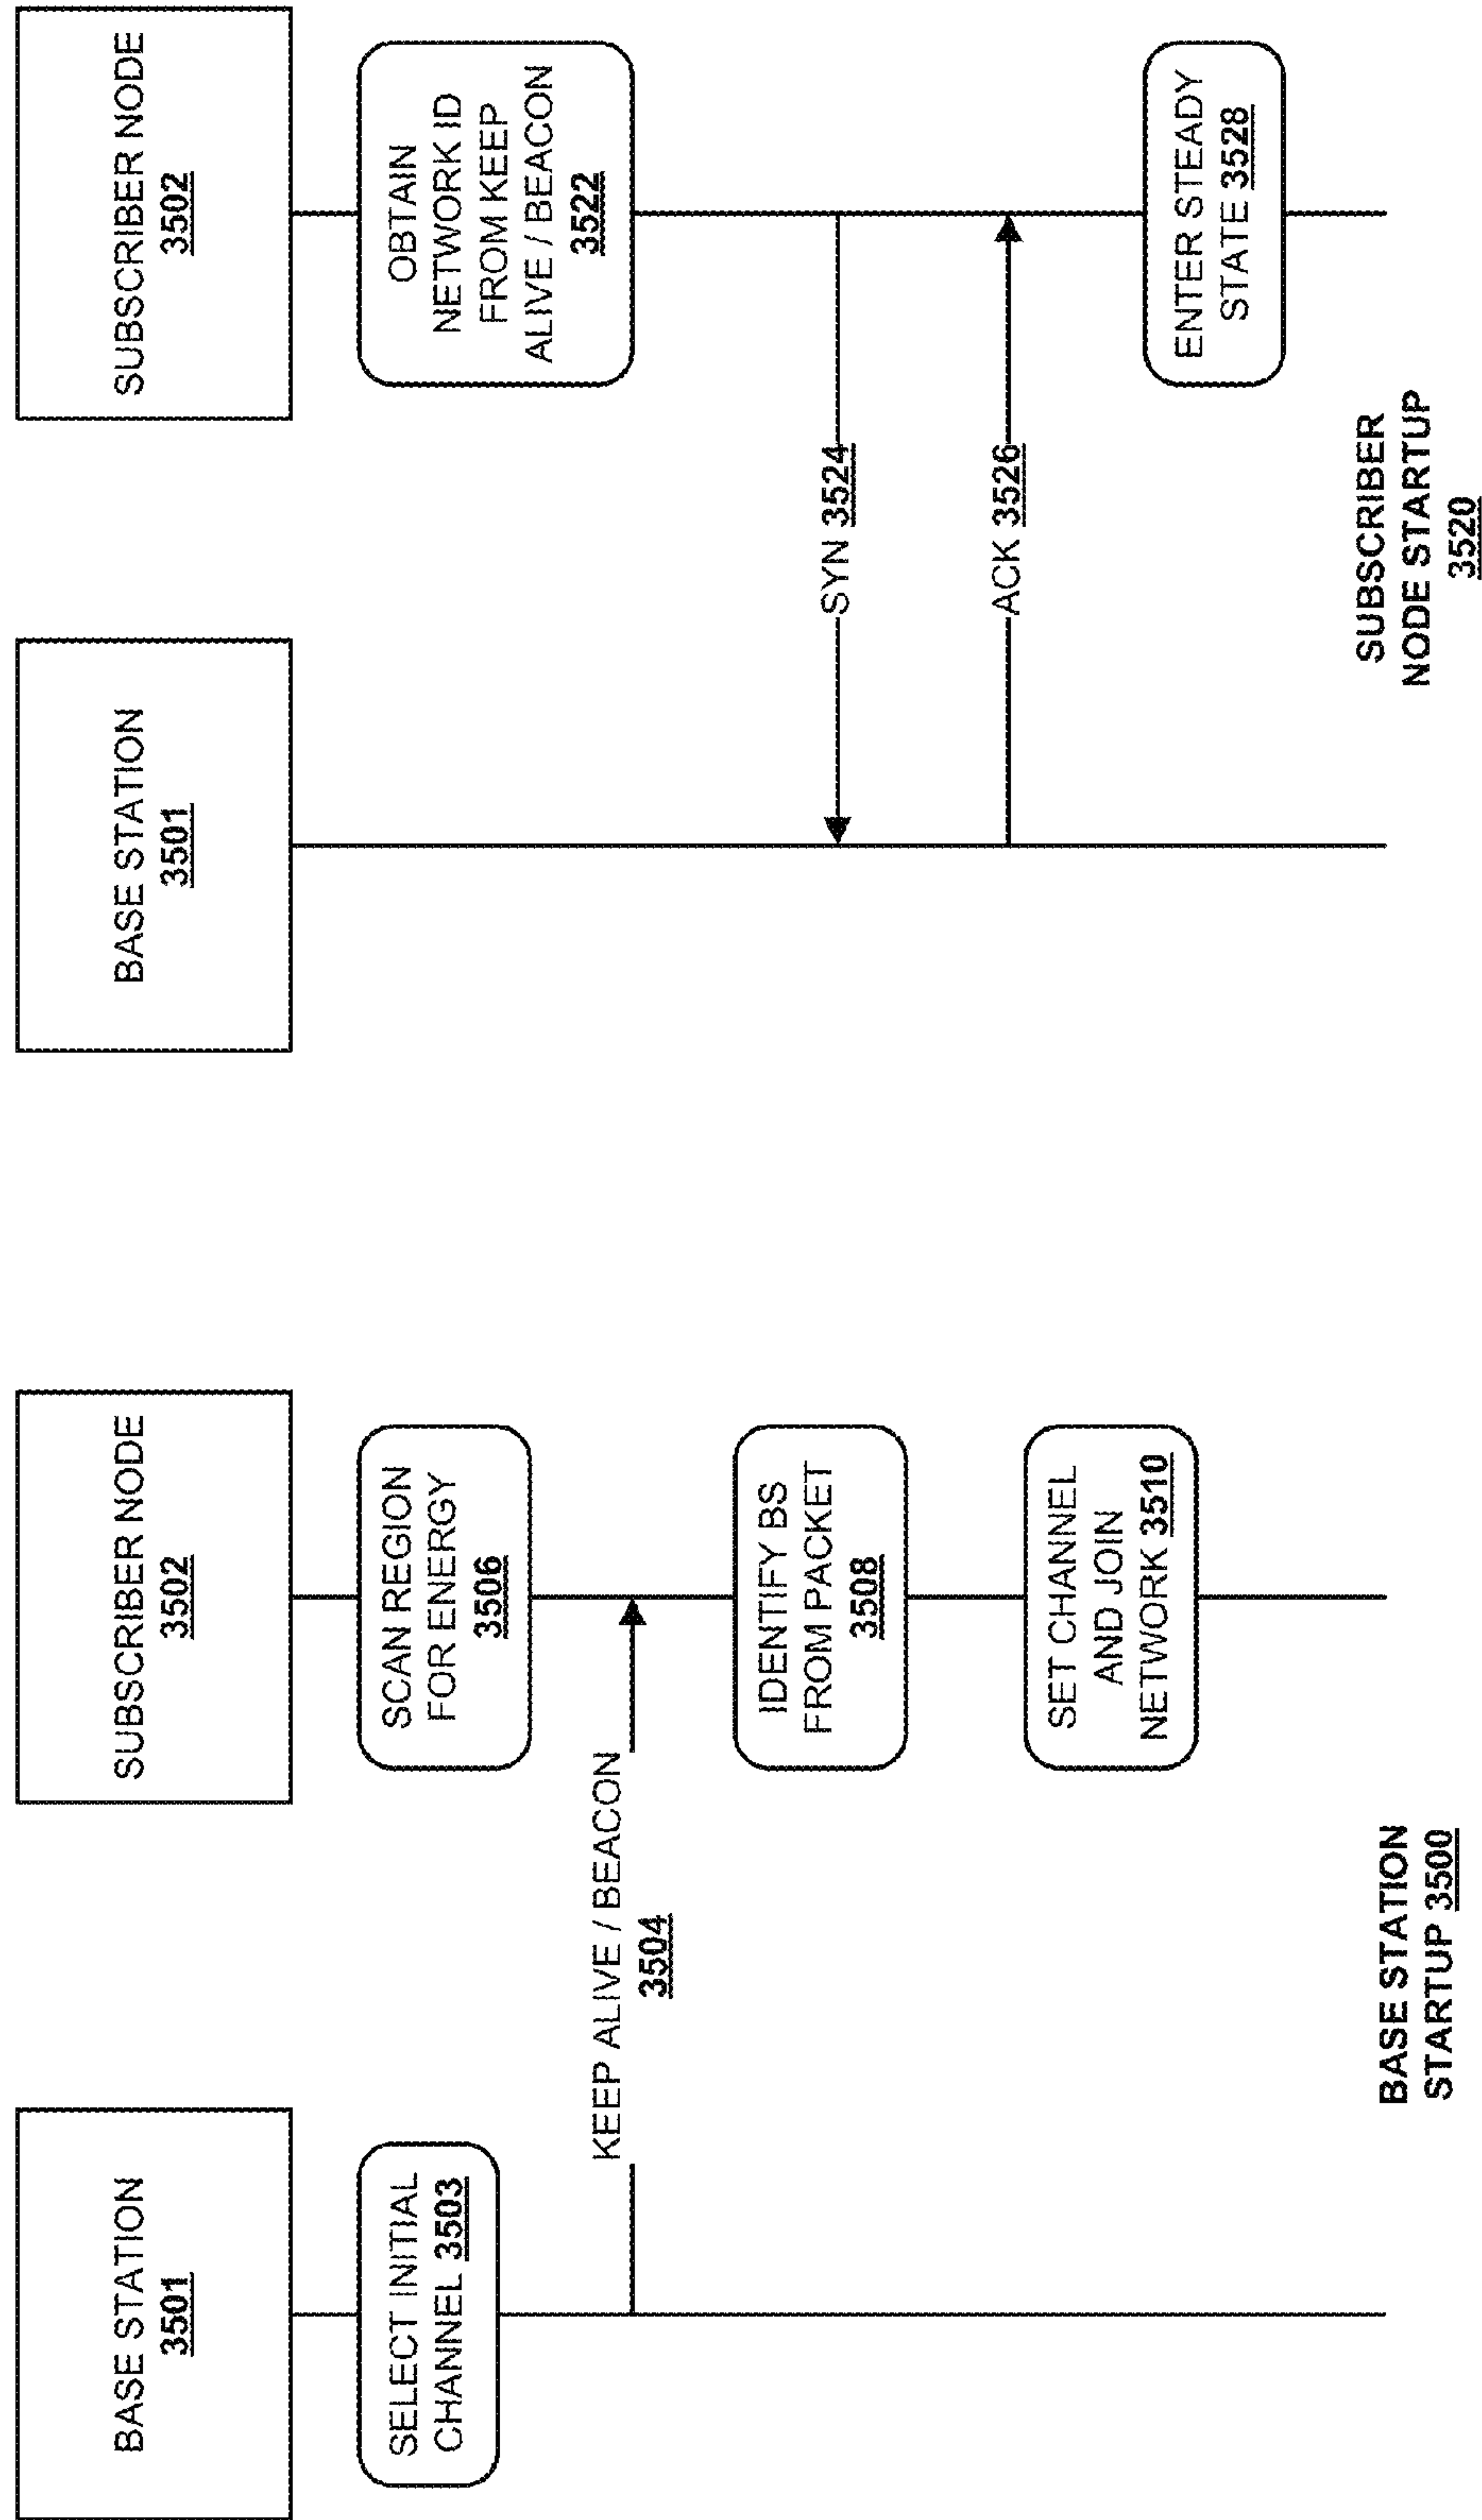 BASE STATION
3501
SELECT INITIAL
CHANNEL 3503
KEEP ALIVE / BEACON
3504
SUBSCRIBER NODE
3502
SCAN REGION
FOR ENERGY
3506
IDENTIFY BS
FROM PACKET
3508
SET CHANNEL
AND JOIN
NETWORK 3510
BASE STATION
STARTUP 3500
BASE STATION
3501
SYN 3524
ACK 3526
SUBSCRIBER NODE
3502
OBTAIN
NETWORK ID
FROM KEEP
ALIVE / BEACON
3522
ENTER STEADY
STATE 3528
SUBSCRIBER
NODE STARTUP
3520